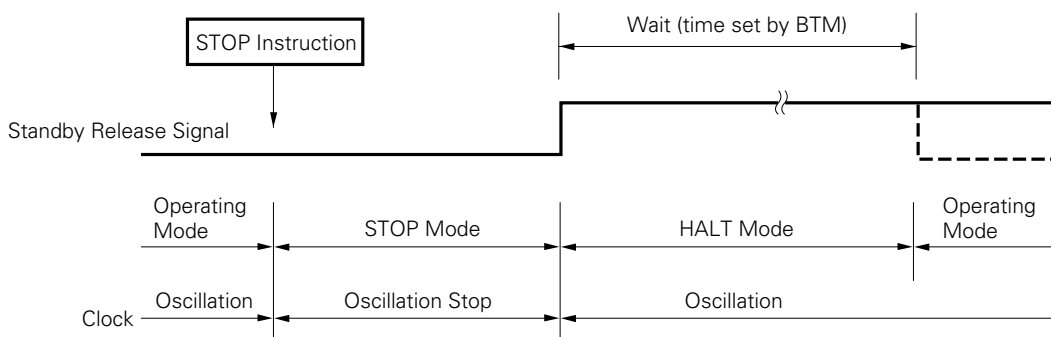 Wait (time set by BTM)
STOP Instruction
Standby Release Signal
Operating
Mode
STOP Mode
HALT Mode
Operating
Mode
Clock
Oscillation
Oscillation Stop
Oscillation